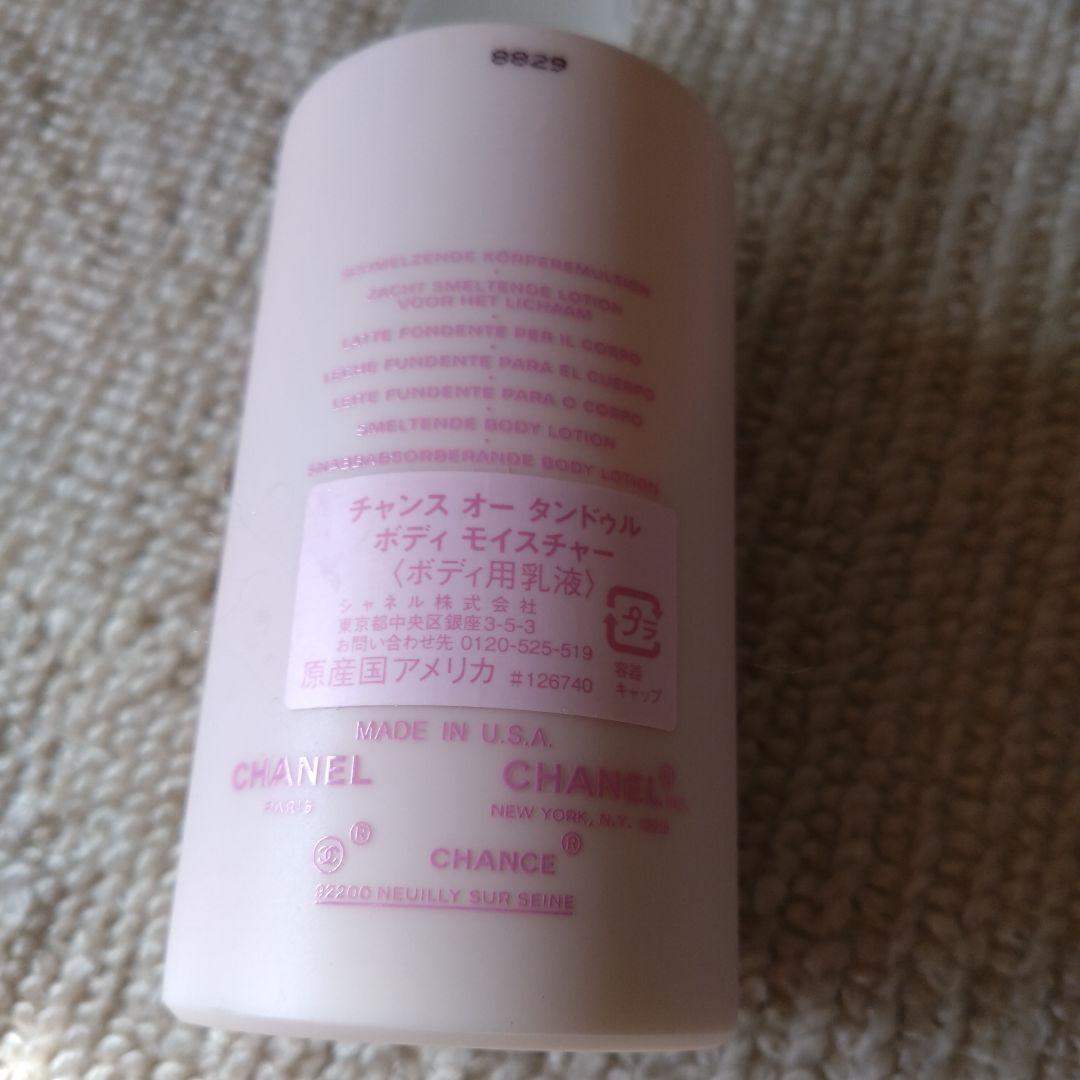 8829
SCHMELZENDE KÖRPEREMULSION
ZACHT SMELTENDE LOTION
VOOR HET LICHAAM
LATTE FONDENTE PER IL CORPO
LECHE FUNDENTE PARA EL CUERPO
LEITE FUNDENTE PARA O CORPO
SMELTENDE BODY LOTION
SNABBABSORBERANDE BODY LOTION
チャンス オー タンドゥル
ボディ モイスチャー
〈ボディ用乳液〉
シャネル株式会社
東京都中央区銀座3-5-3
お問い合わせ先 0120-525-519
原産国アメリカ #126740
プラ
容器
キャップ
MADE IN U.S.A.
CHANEL
PARIS
CHANEL®
NEW YORK, N.Y.
®
CHANCE®
92200 NEUILLY SUR SEINE